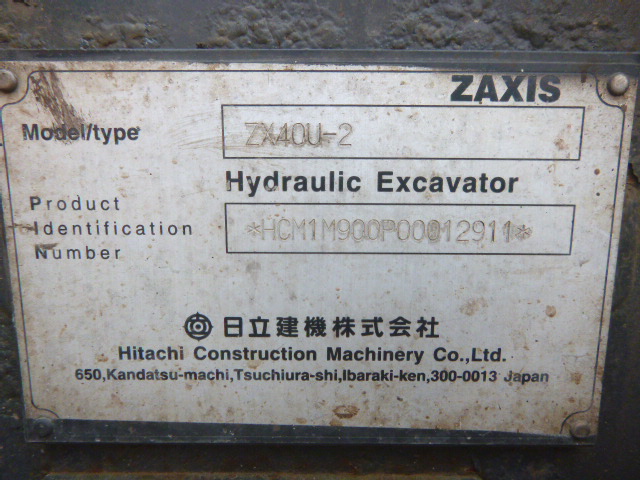 ZAXIS
Model/type ZX40U-2
Hydraulic Excavator
Product
Identification
Number
*HCM1M900P00012911*
日立建機株式会社
Hitachi Construction Machinery Co.,Ltd.
650,Kandatsu-machi,Tsuchiura-shi,Ibaraki-ken,300-0013 Japan